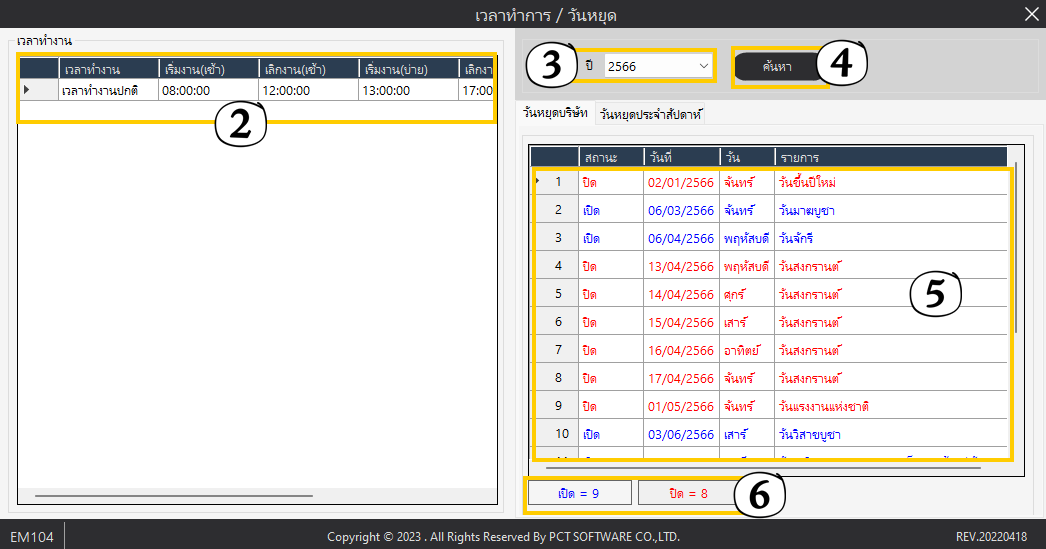 เวลาทำการ / วันหยุด
เวลาทำงาน
เวลาทำงาน เริ่มงาน(เช้า) เลิกงาน(เช้า) เริ่มงาน(บ่าย) เลิกงา
เวลาทำงานปกติ 08:00:00 12:00:00 13:00:00 17:00
2
3 ปี 2566 ค้นหา 4
วันหยุดบริษัท วันหยุดประจำสัปดาห์
สถานะ วันที่ วัน รายการ
1 ปิด 02/01/2566 จันทร์ วันขึ้นปีใหม่
2 เปิด 06/03/2566 จันทร์ วันมาฆบูชา
3 เปิด 06/04/2566 พฤหัสบดี วันจักรี
4 ปิด 13/04/2566 พฤหัสบดี วันสงกรานต์
5 ปิด 14/04/2566 ศุกร์ วันสงกรานต์
6 ปิด 15/04/2566 เสาร์ วันสงกรานต์
7 ปิด 16/04/2566 อาทิตย์ วันสงกรานต์
8 ปิด 17/04/2566 จันทร์ วันสงกรานต์
9 ปิด 01/05/2566 จันทร์ วันแรงงานแห่งชาติ
10 เปิด 03/06/2566 เสาร์ วันวิสาขบูชา
5
เปิด = 9 ปิด = 8 6
EM104 Copyright © 2023 . All Rights Reserved By PCT SOFTWARE CO.,LTD. REV.20220418